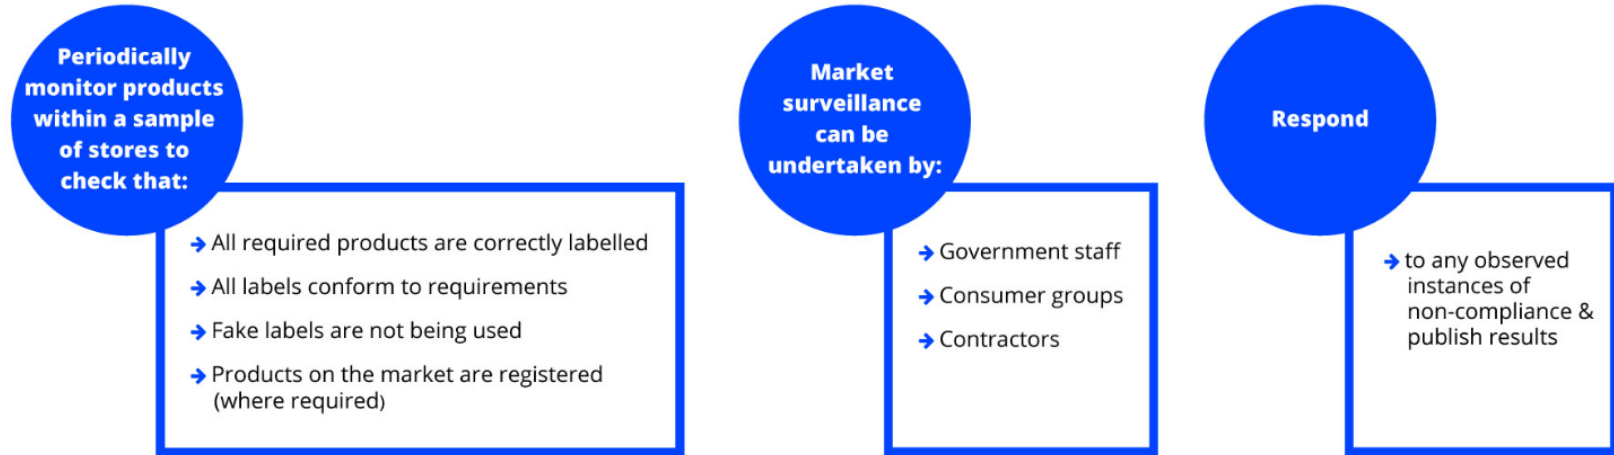 Periodically
monitor products
within a sample
of stores to
check that:
→ All required products are correctly labelled
→ All labels conform to requirements
→ Fake labels are not being used
→ Products on the market are registered
(where required)
Market
surveillance
can be
undertaken by:
→ Government staff
→ Consumer groups
→ Contractors
Respond
→ to any observed
instances of
non-compliance &
publish results